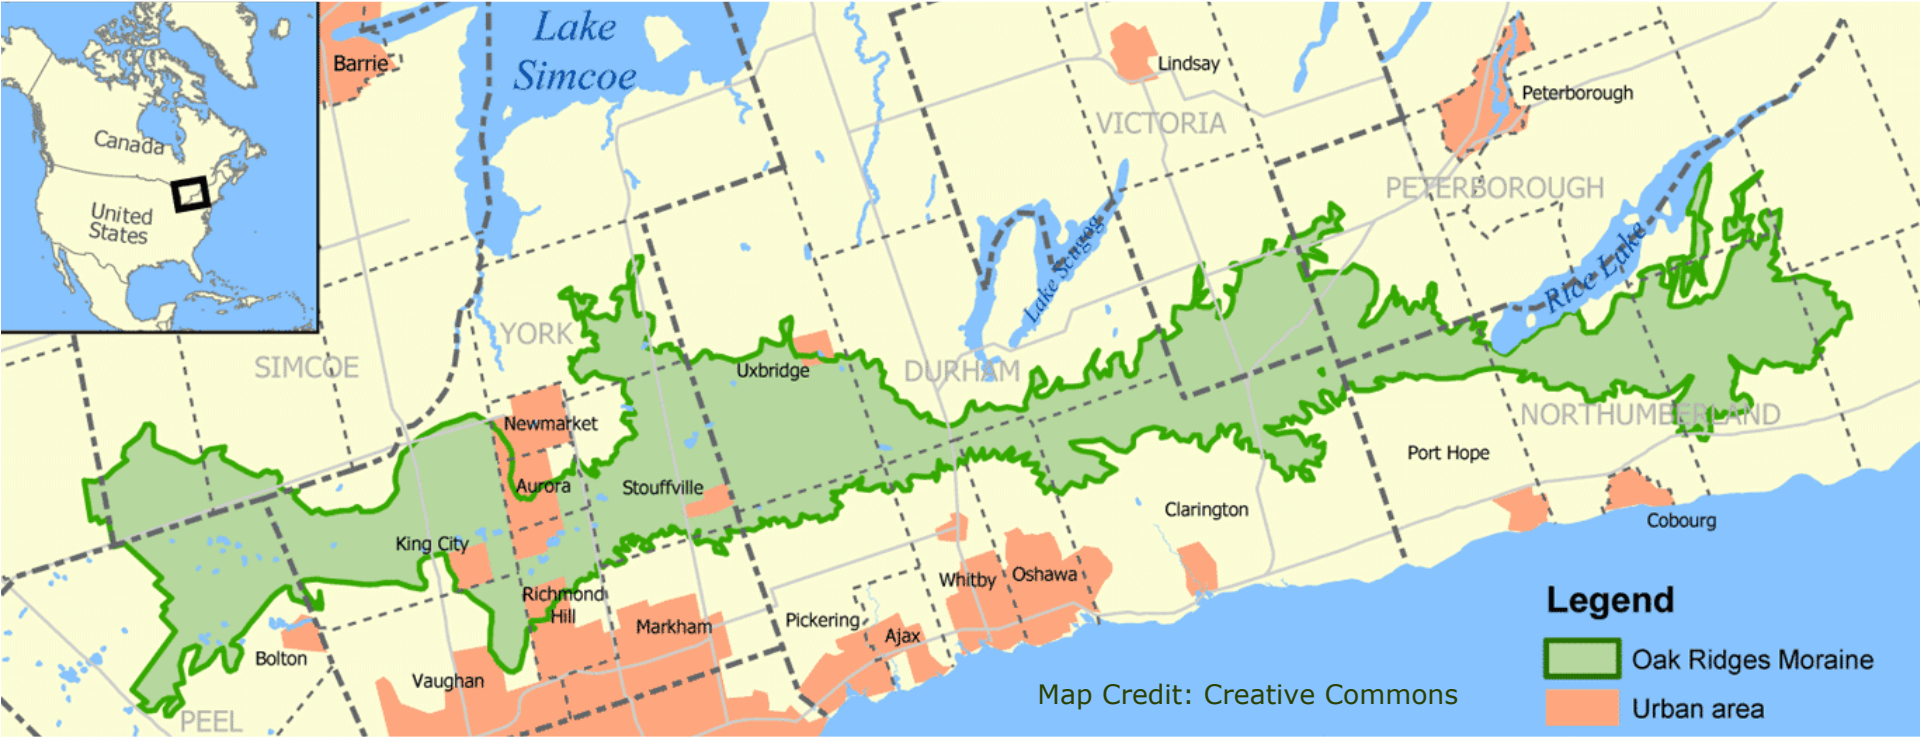 Lake
Simcoe
Barrie
Canada
United
States
Lindsay
Peterborough
VICTORIA
PETERBOROUGH
Lake Scugog
Rice Lake
SIMCOE
YORK
Uxbridge
DURHAM
Newmarket
NORTHUMBERLAND
Aurora
Stouffville
Port Hope
King City
Clarington
Cobourg
Whitby
Oshawa
Richmond
Hill
Markham
Pickering
Ajax
Bolton
Vaughan
PEEL
Legend
Oak Ridges Moraine
Urban area
Map Credit: Creative Commons